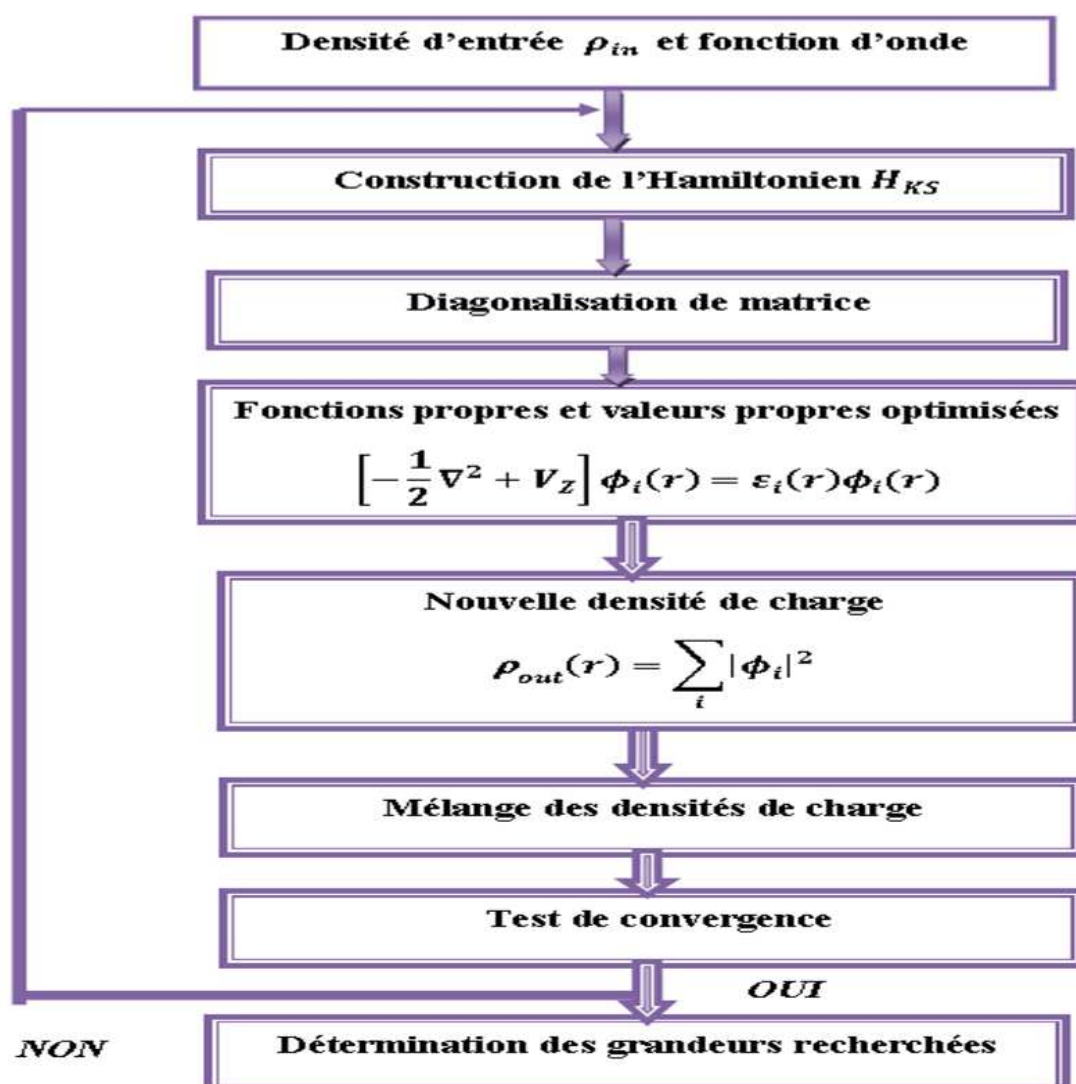 Densité d'entrée ρ_in et fonction d'onde
Construction de l'Hamiltonien H_KS
Diagonalisation de matrice
Fonctions propres et valeurs propres optimisées
[-1/2 ∇² + V_Z] ϕ_i(r) = ε_i(r)ϕ_i(r)
Nouvelle densité de charge
ρ_out(r) = ∑_i |ϕ_i|²
Mélange des densités de charge
Test de convergence
OUI
NON
Détermination des grandeurs recherchées